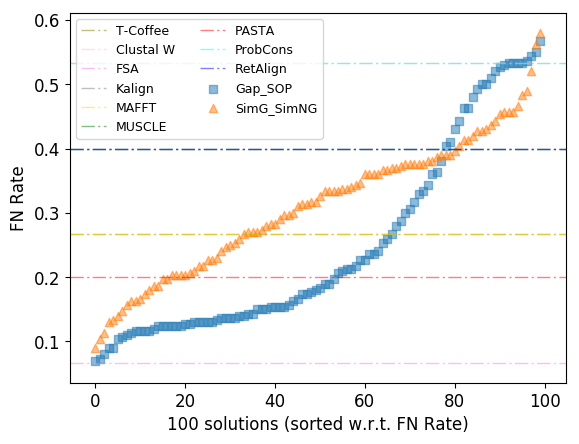 T-Coffee
Clustal W
FSA
Kalign
MAFFT
MUSCLE
PASTA
ProbCons
RetAlign
Gap_SOP
SimG_SimNG
FN Rate
0.6
0.5
0.4
0.3
0.2
0.1
0 20 40 60 80 100
100 solutions (sorted w.r.t. FN Rate)